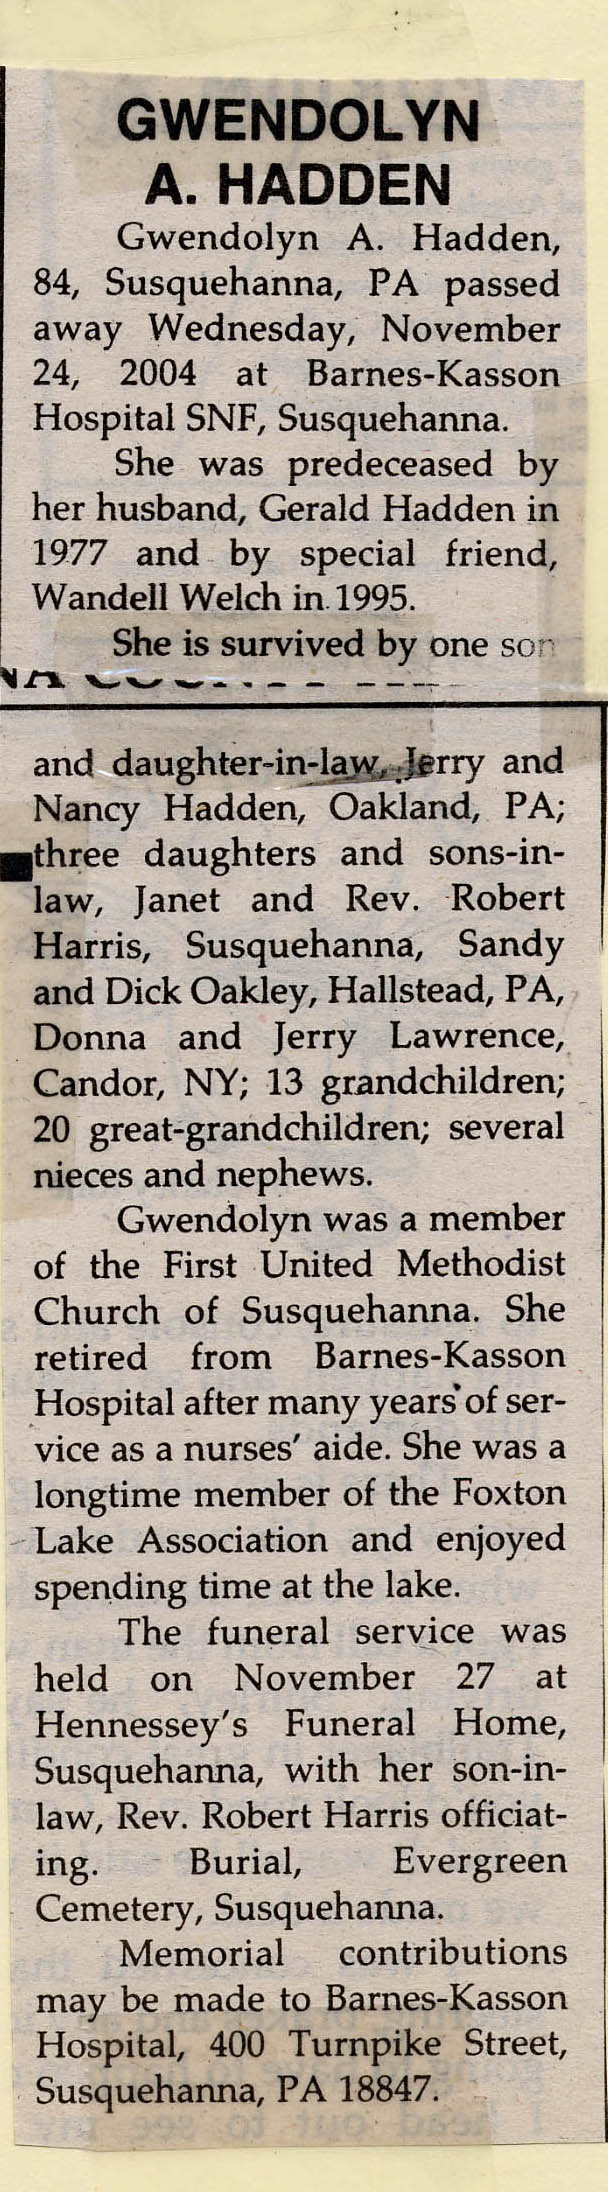 GWENDOLYN
A. HADDEN
Gwendolyn A. Hadden,
84, Susquehanna, PA passed
away Wednesday, November
24, 2004 at Barnes-Kasson
Hospital SNF, Susquehanna.
She was predeceased by
her husband, Gerald Hadden in
1977 and by special friend,
Wandell Welch in 1995.
She is survived by one son
and daughter-in-law, Jerry and
Nancy Hadden, Oakland, PA;
three daughters and sons-in-
law, Janet and Rev. Robert
Harris, Susquehanna, Sandy
and Dick Oakley, Hallstead, PA,
Donna and Jerry Lawrence,
Candor, NY; 13 grandchildren;
20 great-grandchildren; several
nieces and nephews.
Gwendolyn was a member
of the First United Methodist
Church of Susquehanna. She
retired from Barnes-Kasson
Hospital after many years of ser-
vice as a nurses' aide. She was a
longtime member of the Foxton
Lake Association and enjoyed
spending time at the lake.
The funeral service was
held on November 27 at
Hennessey's Funeral Home,
Susquehanna, with her son-in-
law, Rev. Robert Harris officiat-
ing. Burial, Evergreen
Cemetery, Susquehanna.
Memorial contributions
may be made to Barnes-Kasson
Hospital, 400 Turnpike Street,
Susquehanna, PA 18847.